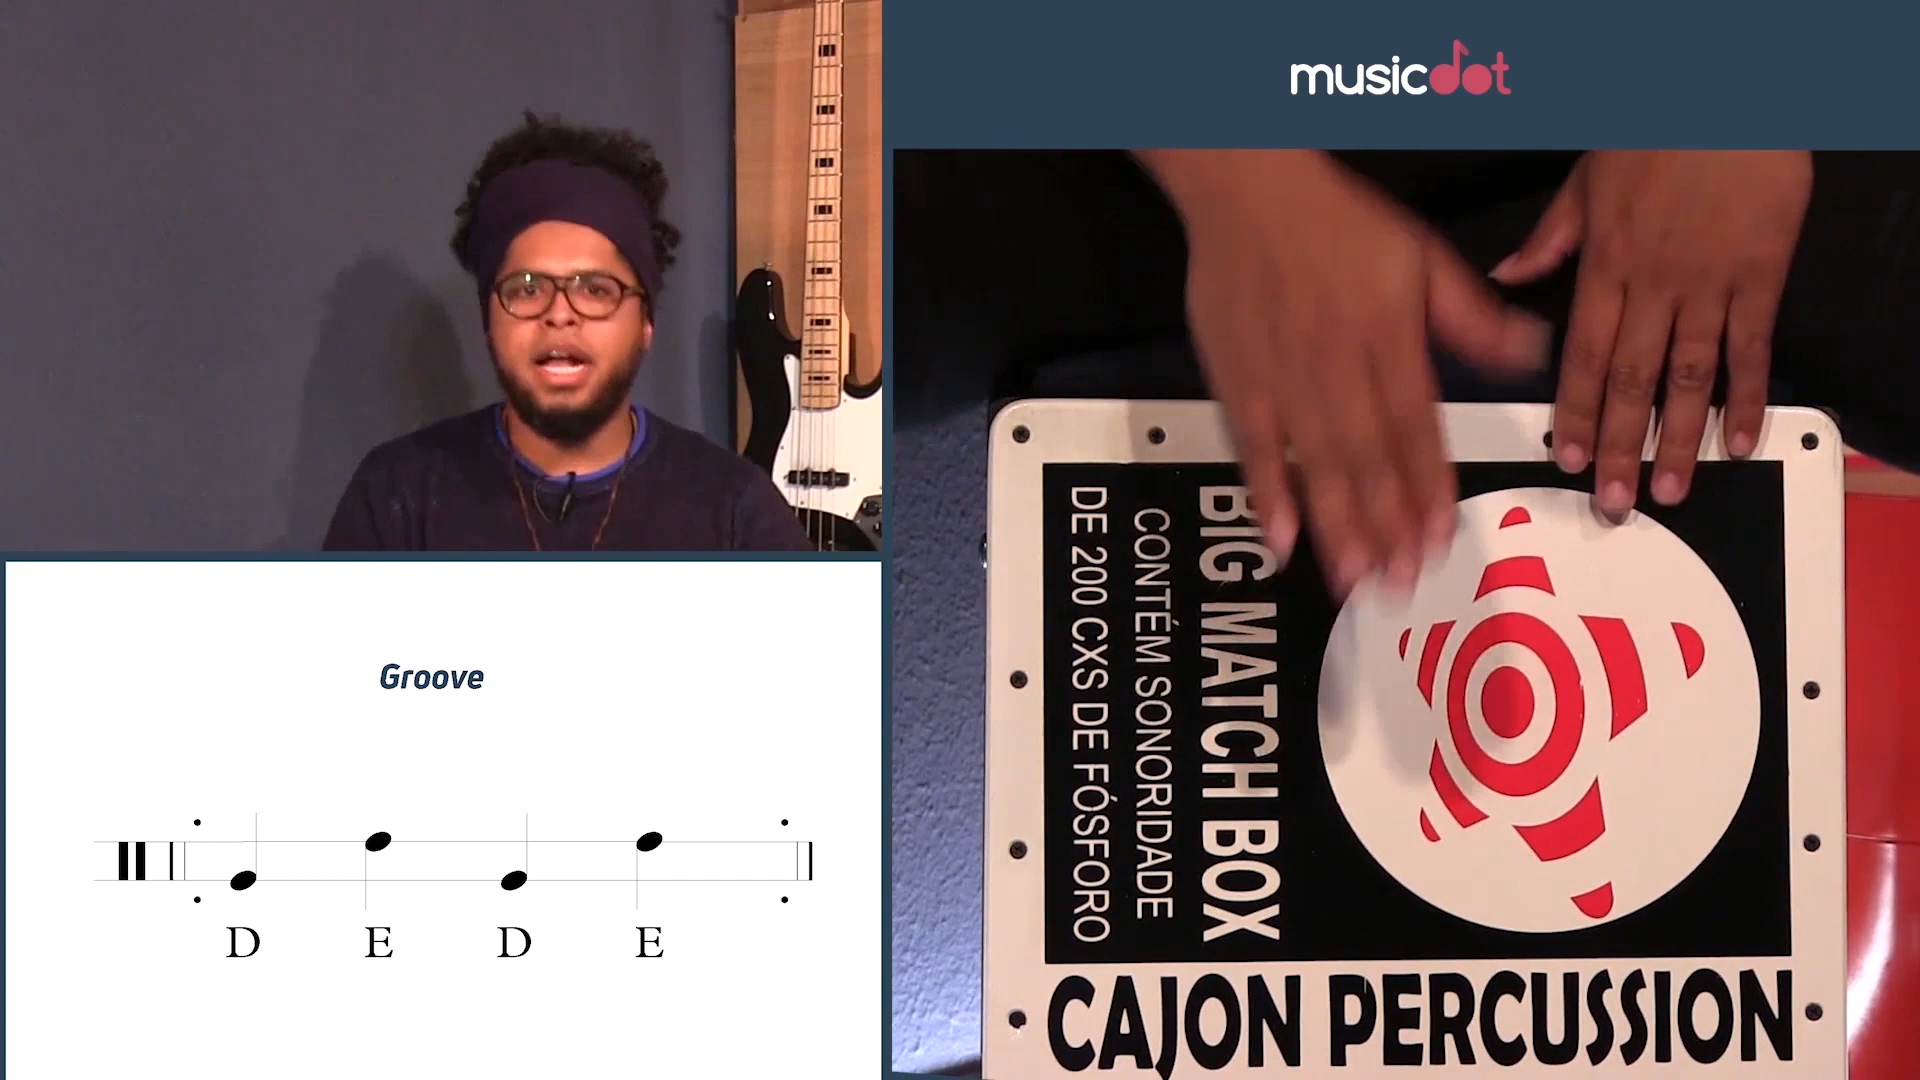 musicdot
Groove
D E D E
BIG MATCH BOX
CONTÉM SONORIDADE
DE 200 CXS DE FÓSFORO
CAJON PERCUSSION